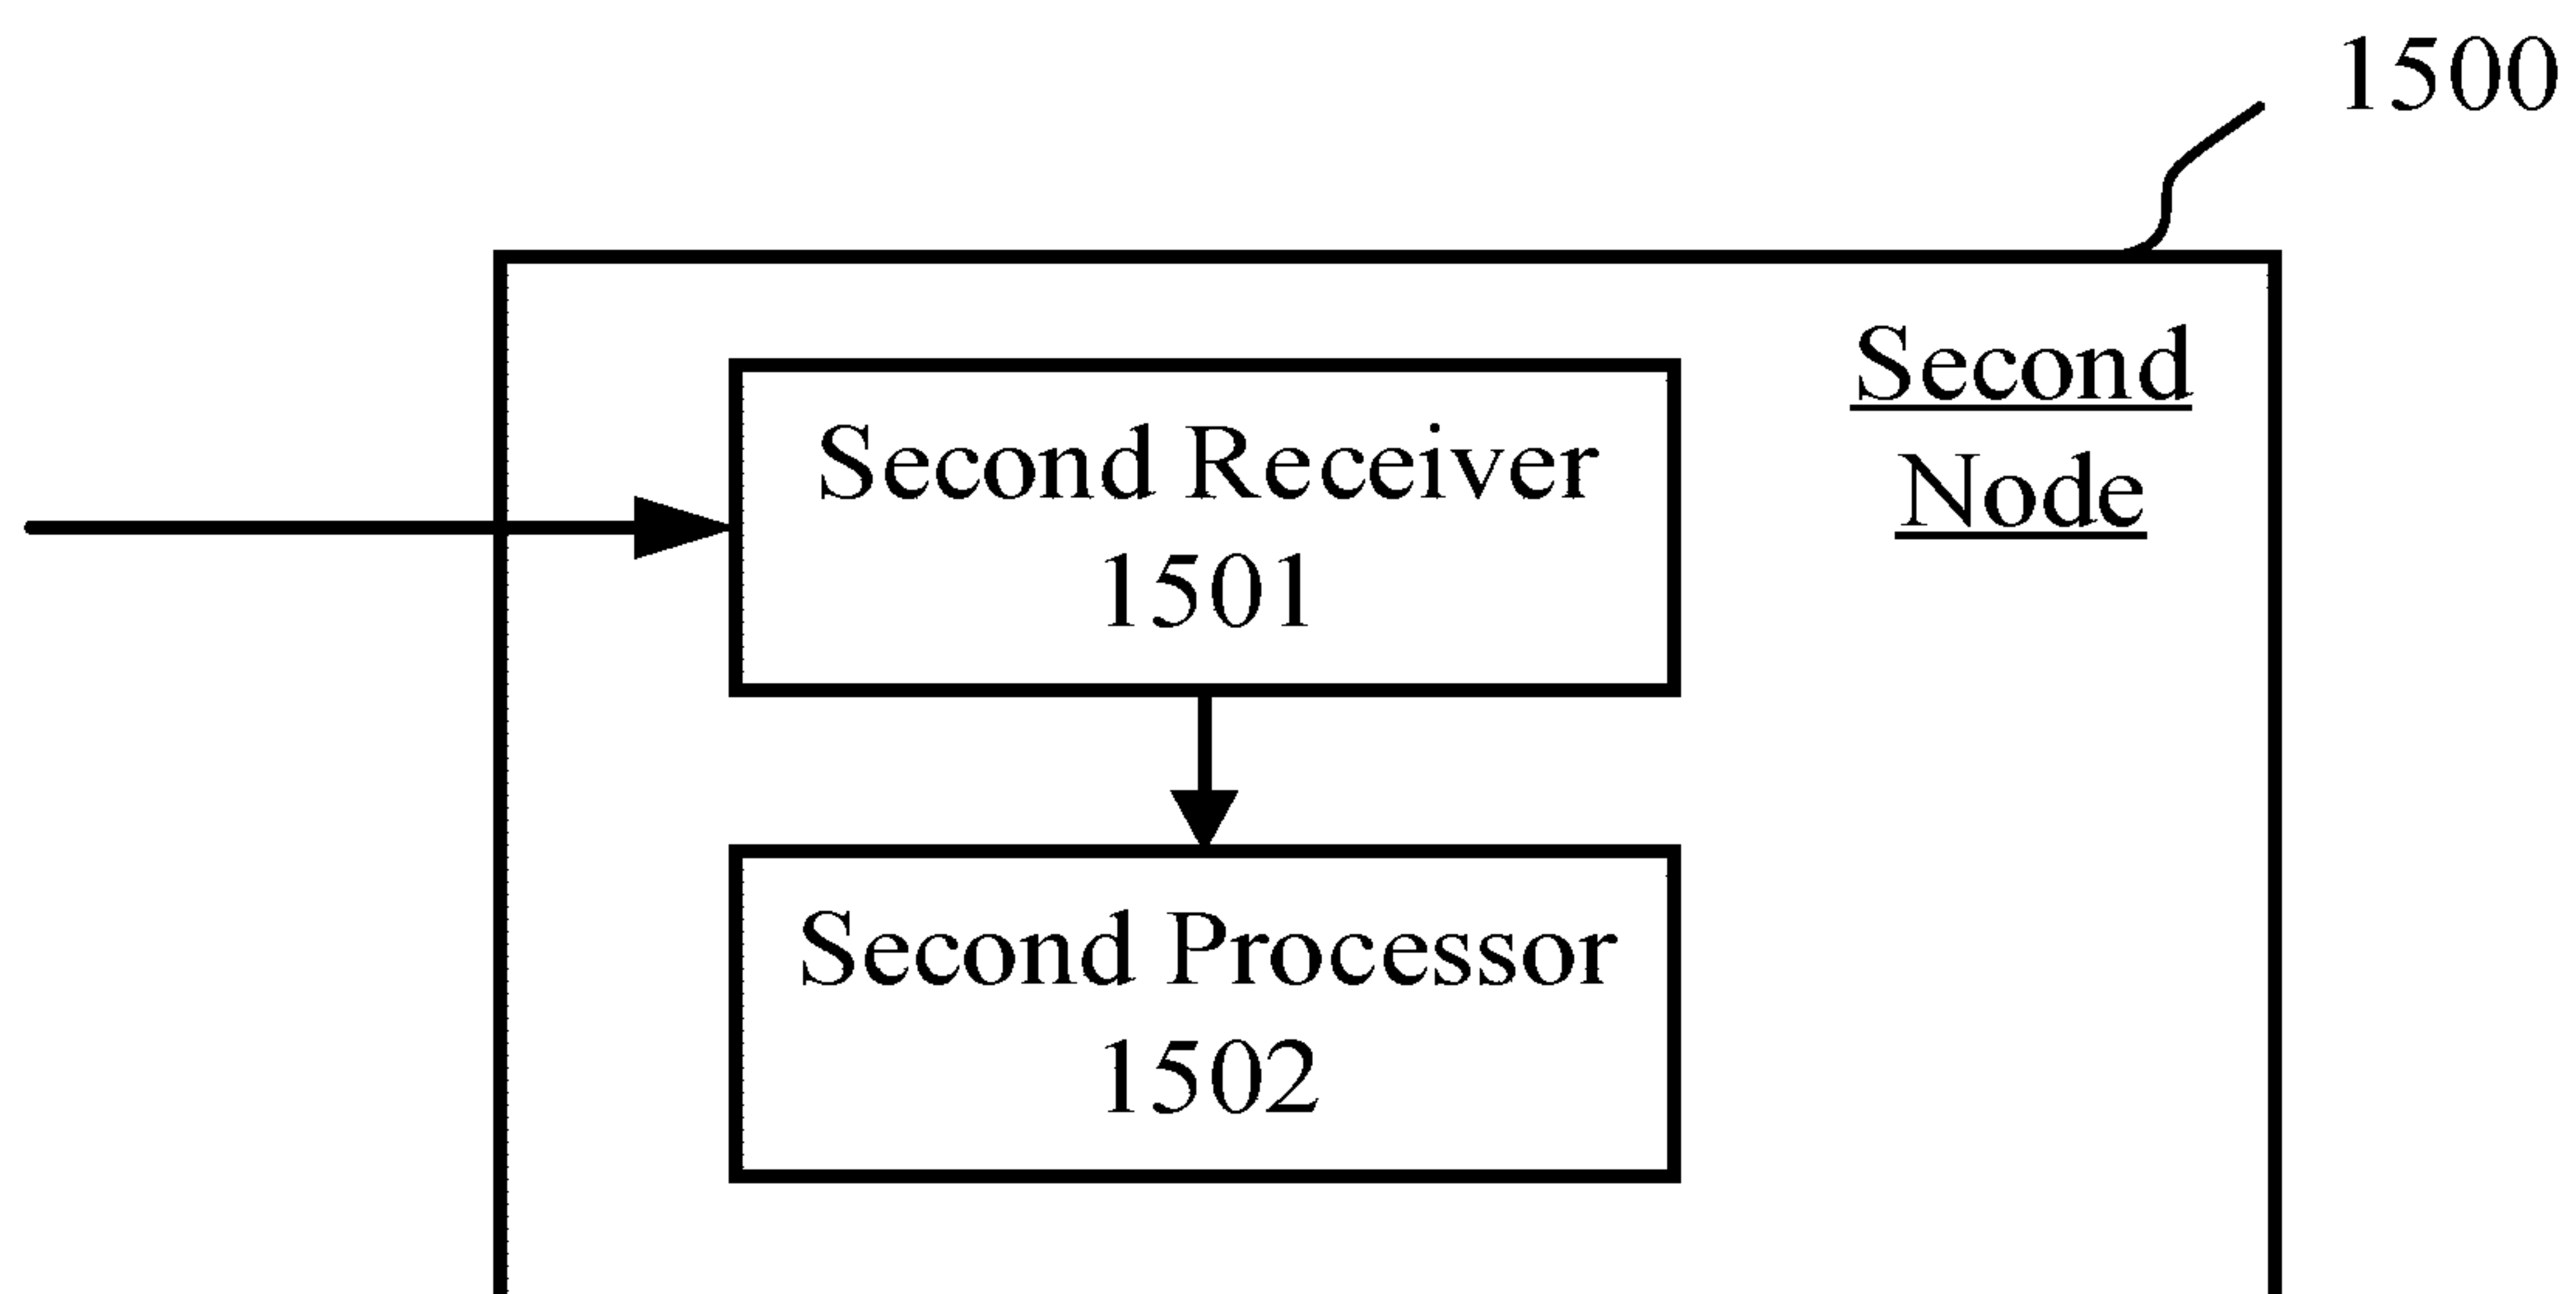 1500
Second
Node
Second Receiver
1501
Second Processor
1502